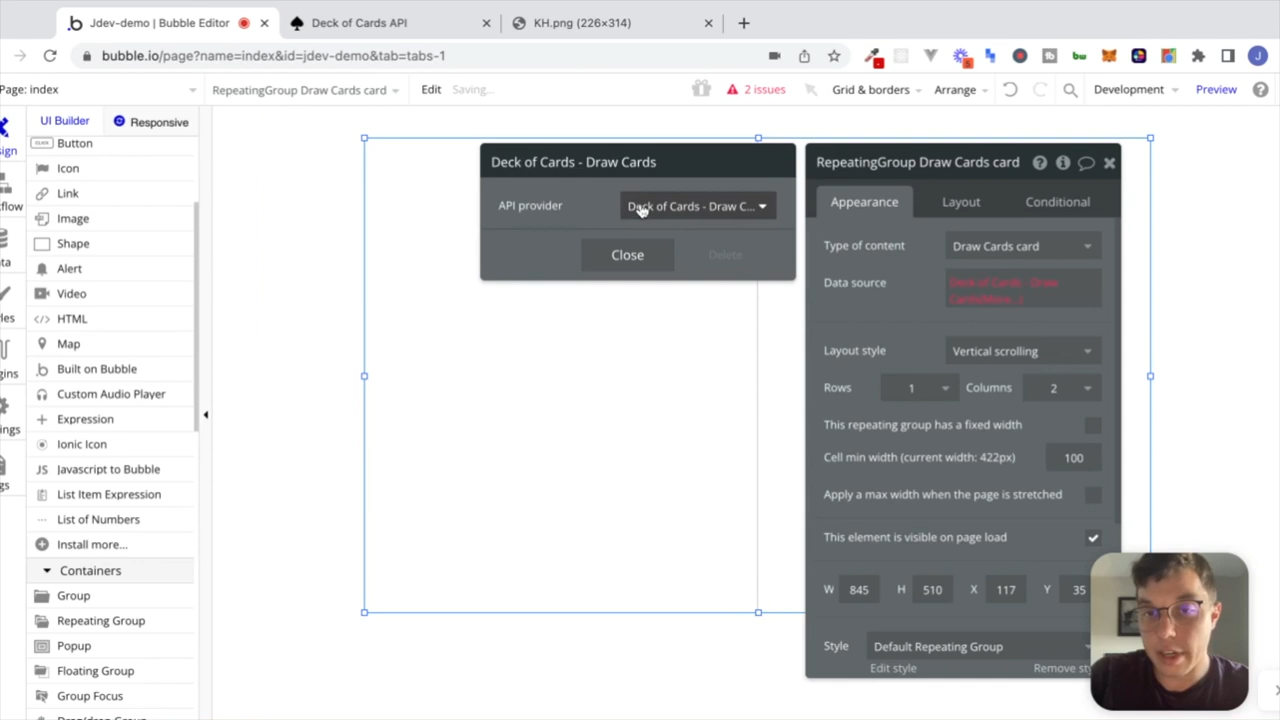 Jdev-demo | Bubble Editor
Deck of Cards API
KH.png (226×314)
bubble.io/page?name=index&id=jdev-demo&tab=tabs-1
J
Page: index
RepeatingGroup Draw Cards card
Edit
Saving...
2 issues
Grid & borders
Arrange
Development
Preview
UI Builder
Responsive
Button
Icon
Link
Image
Shape
Alert
Video
HTML
Map
Built on Bubble
Custom Audio Player
Expression
Ionic Icon
Javascript to Bubble
List Item Expression
List of Numbers
Install more...
Containers
Group
Repeating Group
Popup
Floating Group
Group Focus
Deck of Cards - Draw Cards
API provider
Deck of Cards - Draw C...
Close
Delete
RepeatingGroup Draw Cards card
Appearance
Layout
Conditional
Type of content
Draw Cards card
Data source
Deck of Cards - Draw
Layout style
Vertical scrolling
Rows
1
Columns
2
This repeating group has a fixed width
Cell min width (current width: 422px)
100
Apply a max width when the page is stretched
This element is visible on page load
W
845
H
510
X
117
Y
35
Style
Default Repeating Group
Edit style
Remove sty